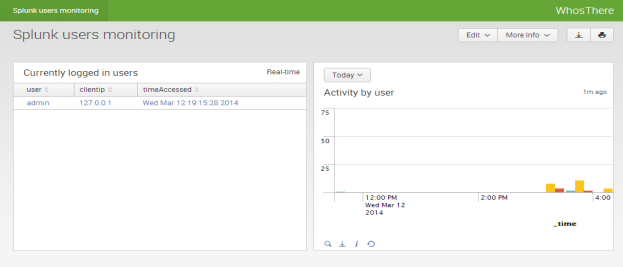 Splunk users monitoring
WhosThere
Splunk users monitoring
Edit
More Info
Currently logged in users
Real-time
user clientip timeAccessed
admin 127.0.0.1 Wed Mar 12 19:15:28 2014
Today
Activity by user
1m ago
75
50
25
12:00 PM 2:00 PM 4:00
Wed Mar 12
2014
_time